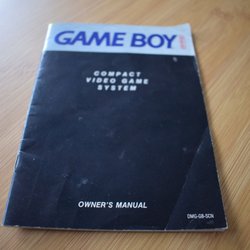 GAME BOY
COMPACT
VIDEO GAME
SYSTEM
OWNER'S MANUAL
DMG-GB-SCN